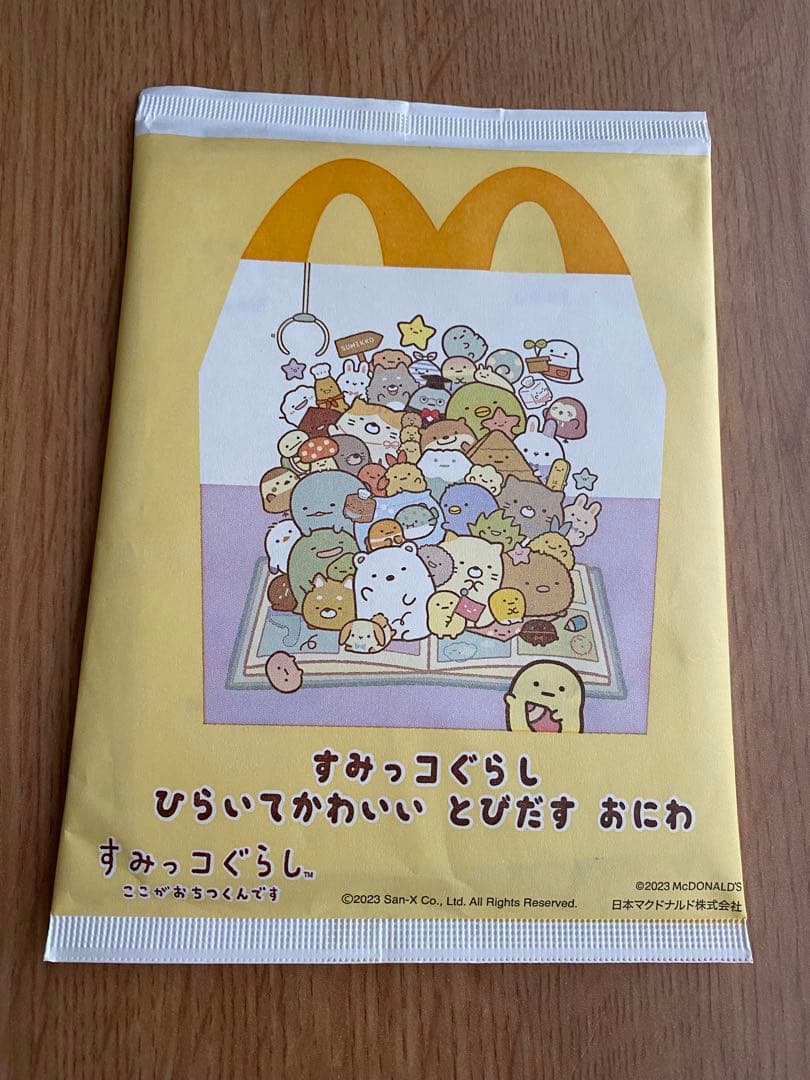 SUMIKKO
すみっコぐらし
ひらいてかわいい とびだす おにわ
すみっコぐらし™
ここがおちつくんです
©2023 San-X Co., Ltd. All Rights Reserved.
©2023 McDONALD'S
日本マクドナルド株式会社